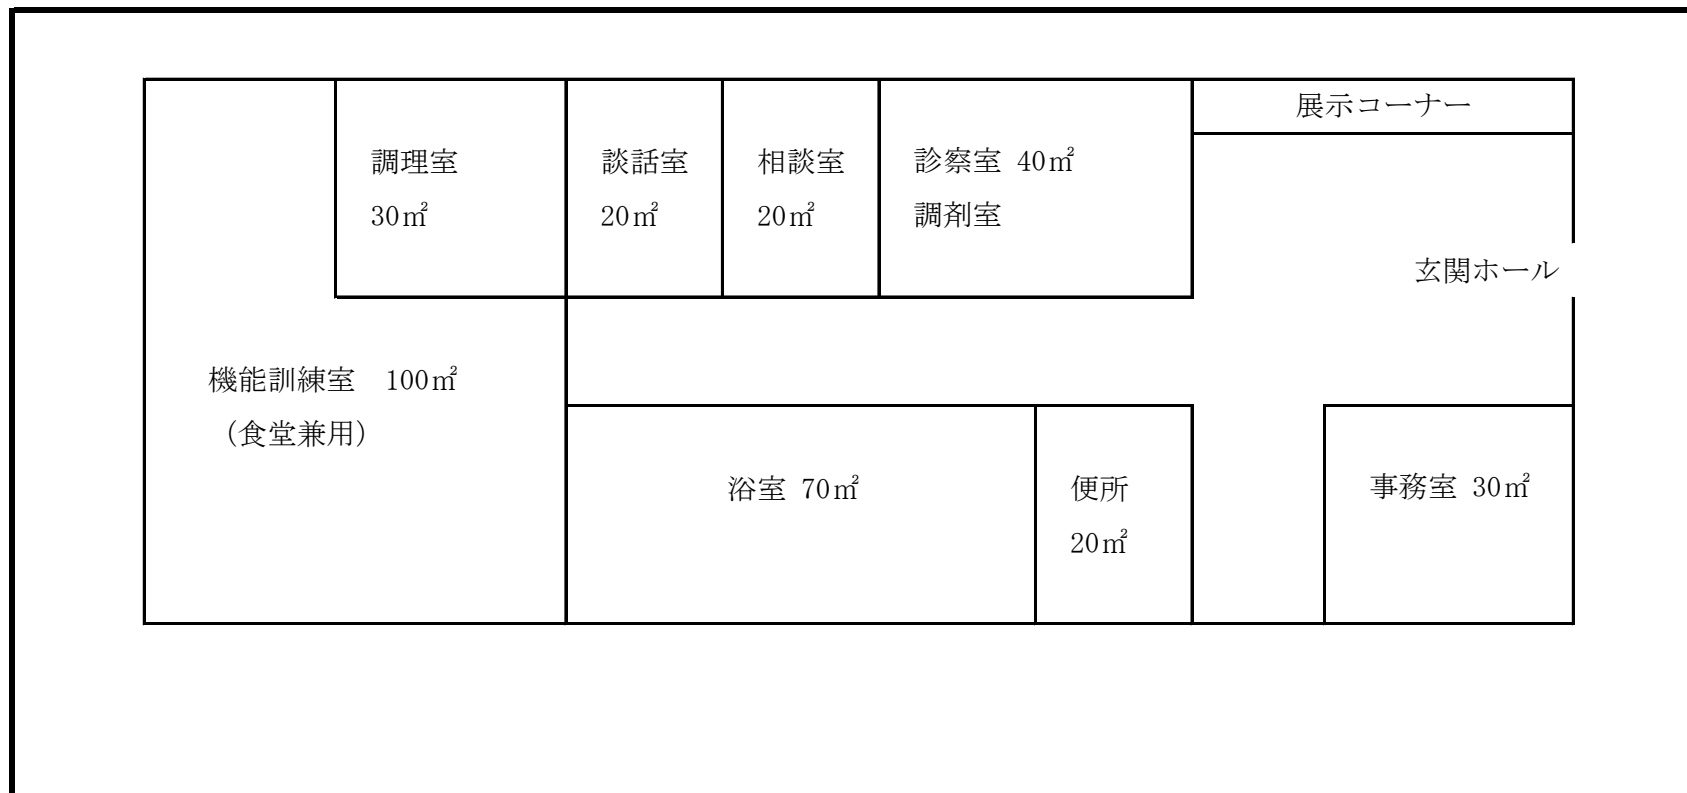 展示コーナー
調理室
30㎡
談話室
20㎡
相談室
20㎡
診察室 40㎡
調剤室
玄関ホール
機能訓練室　100㎡
（食堂兼用）
浴室 70㎡
便所
20㎡
事務室 30㎡